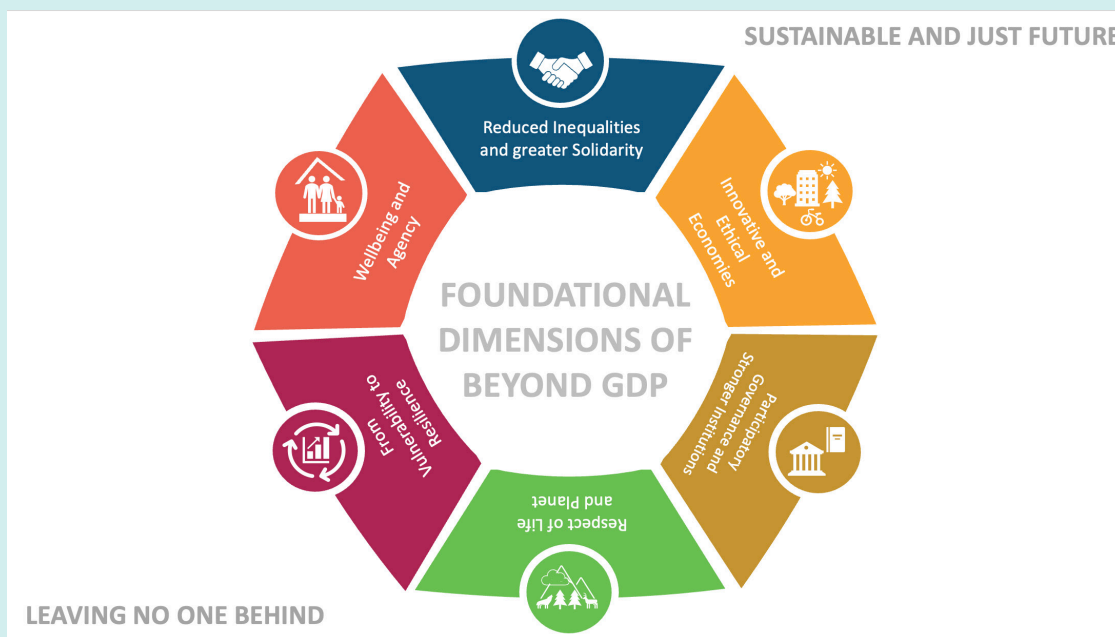 SUSTAINABLE AND JUST FUTURE
Reduced Inequalities
and greater Solidarity
Innovative and
Ethical
Economies
Participatory
Governance and
Stronger Institutions
Respect of Life
and Planet
From
Vulnerability to
Resilience
Wellbeing and
Agency
FOUNDATIONAL
DIMENSIONS OF
BEYOND GDP
LEAVING NO ONE BEHIND